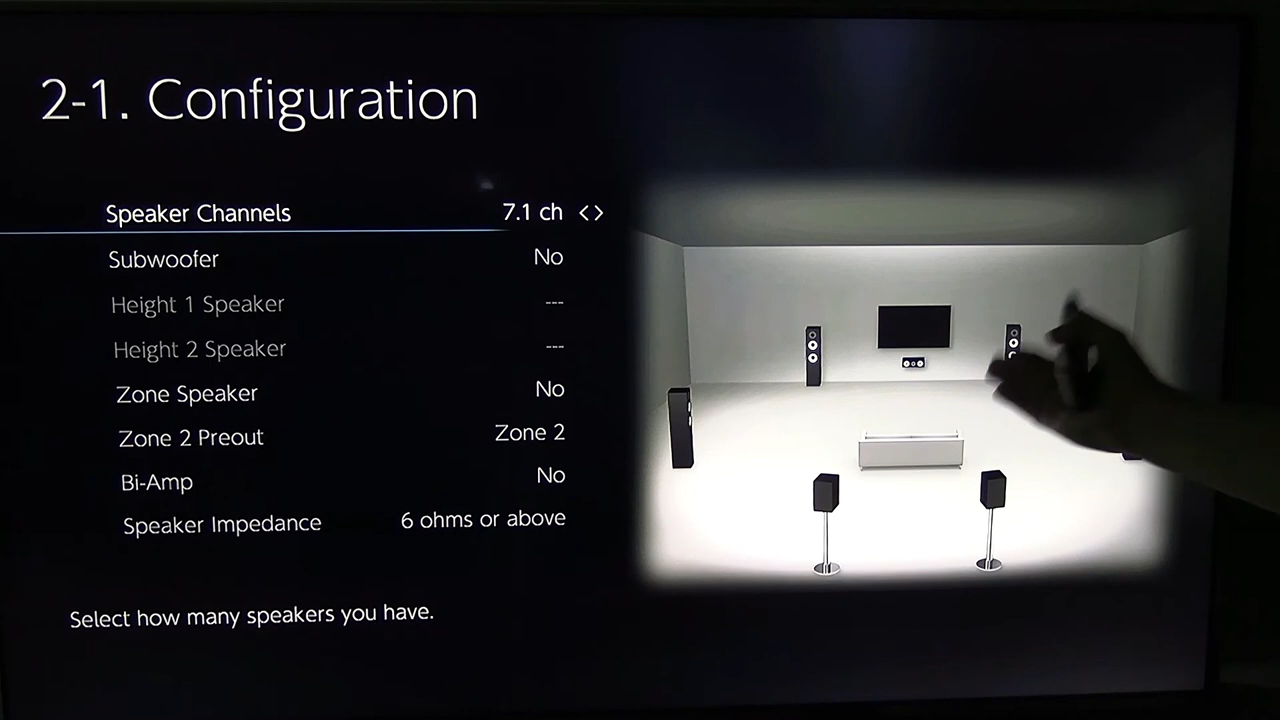 2-1. Configuration
Speaker Channels 7.1 ch <>
Subwoofer No
Height 1 Speaker ---
Height 2 Speaker ---
Zone Speaker No
Zone 2 Preout Zone 2
Bi-Amp No
Speaker Impedance 6 ohms or above
Select how many speakers you have.